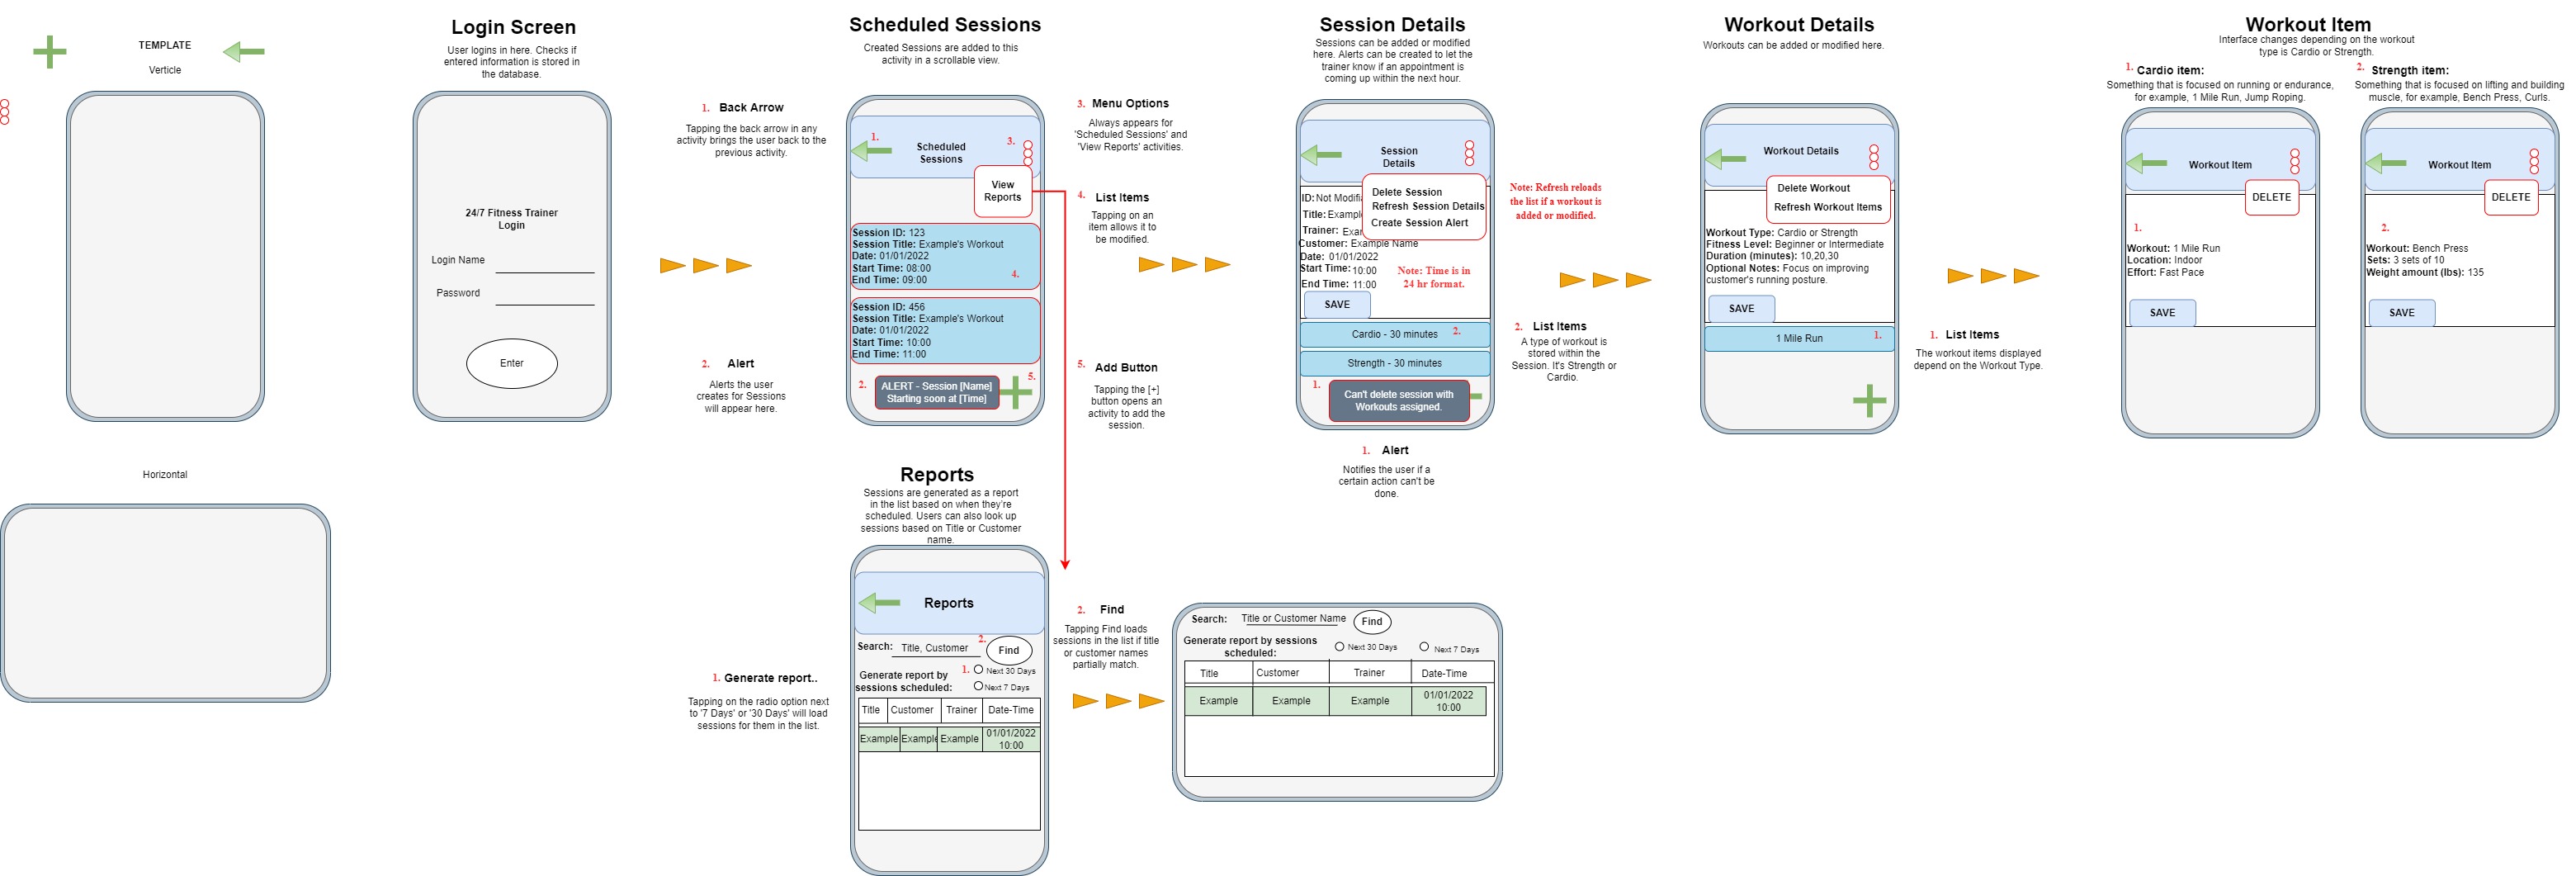 TEMPLATE
Verticle
Horizontal
Login Screen
User logins in here. Checks if
entered information is stored in
the database.
24/7 Fitness Trainer
Login
Login Name
Password
Enter
Scheduled Sessions
Created Sessions are added to this
activity in a scrollable view.
1. Back Arrow
Tapping the back arrow in any
activity brings the user back to the
previous activity.
2. Alert
Alerts the user
creates for Sessions
will appear here.
1.
Scheduled
Sessions
3.
View
Reports
Session ID: 123
Session Title: Example's Workout
Date: 01/01/2022
Start Time: 08:00
End Time: 09:00
4.
Session ID: 456
Session Title: Example's Workout
Date: 01/01/2022
Start Time: 10:00
End Time: 11:00
2.
ALERT - Session [Name]
Starting soon at [Time]
5.
3. Menu Options
Always appears for
'Scheduled Sessions' and
'View Reports' activities.
4. List Items
Tapping on an
item allows it to
be modified.
5. Add Button
Tapping the [+]
button opens an
activity to add the
session.
Session Details
Sessions can be added or modified
here. Alerts can be created to let the
trainer know if an appointment is
coming up within the next hour.
Session
Details
Delete Session
Refresh Session Details
Create Session Alert
ID: Not Modifia
Title: Exampl
Trainer: Exar
Customer: Example Name
Date: 01/01/2022
Start Time: 10:00
End Time: 11:00
Note: Time is in
24 hr format.
SAVE
Cardio - 30 minutes 2.
Strength - 30 minutes
1.
Can't delete session with
Workouts assigned.
1. Alert
Notifies the user if a
certain action can't be
done.
Note: Refresh reloads
the list if a workout is
added or modified.
2. List Items
A type of workout is
stored within the
Session. It's Strength or
Cardio.
Workout Details
Workouts can be added or modified here.
Workout Details
Delete Workout
Refresh Workout Items
Workout Type: Cardio or Strength
Fitness Level: Beginner or Intermediate
Duration (minutes): 10,20,30
Optional Notes: Focus on improving
customer's running posture.
SAVE
1 Mile Run 1.
1. List Items
The workout items displayed
depend on the Workout Type.
Workout Item
Interface changes depending on the workout
type is Cardio or Strength.
1. Cardio item:
Something that is focused on running or endurance,
for example, 1 Mile Run, Jump Roping.
Workout Item
DELETE
1.
Workout: 1 Mile Run
Location: Indoor
Effort: Fast Pace
SAVE
2. Strength item:
Something that is focused on lifting and building
muscle, for example, Bench Press, Curls.
Workout Item
DELETE
2.
Workout: Bench Press
Sets: 3 sets of 10
Weight amount (lbs): 135
SAVE
Reports
Sessions are generated as a report
in the list based on when they're
scheduled. Users can also look up
sessions based on Title or Customer
name.
1. Generate report..
Tapping on the radio option next
to '7 Days' or '30 Days' will load
sessions for them in the list.
Reports
2.
Search: Title, Customer Find
1. Next 30 Days
Generate report by
sessions scheduled: Next 7 Days
Title Customer Trainer Date-Time
Example Example Example 01/01/2022
10:00
2. Find
Tapping Find loads
sessions in the list if title
or customer names
partially match.
Search: Title or Customer Name Find
Generate report by sessions
scheduled: Next 30 Days Next 7 Days
Title Customer Trainer Date-Time
Example Example Example 01/01/2022
10:00